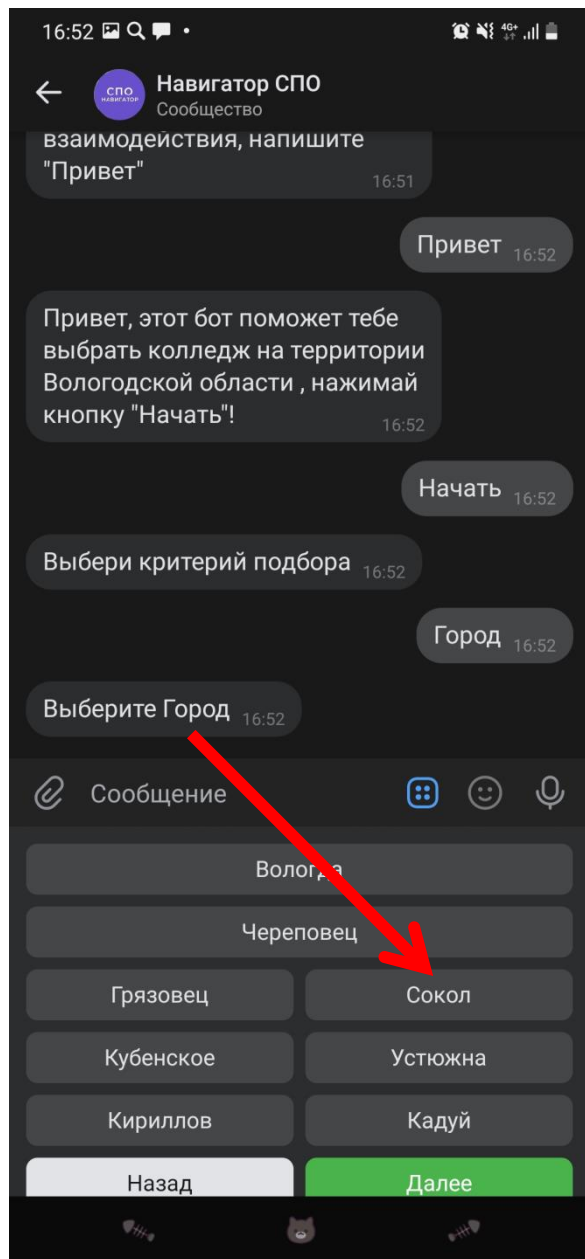 16:52
4G+
СПО
НАВИГАТОР
Навигатор СПО
Сообщество
взаимодействия, напишите
"Привет"
16:51
Привет 16:52
Привет, этот бот поможет тебе
выбрать колледж на территории
Вологодской области , нажимай
кнопку "Начать"!
16:52
Начать 16:52
Выбери критерий подбора 16:52
Город 16:52
Выберите Город 16:52
Сообщение
Вологда
Череповец
Грязовец Сокол
Кубенское Устюжна
Кириллов Кадуй
Назад Далее